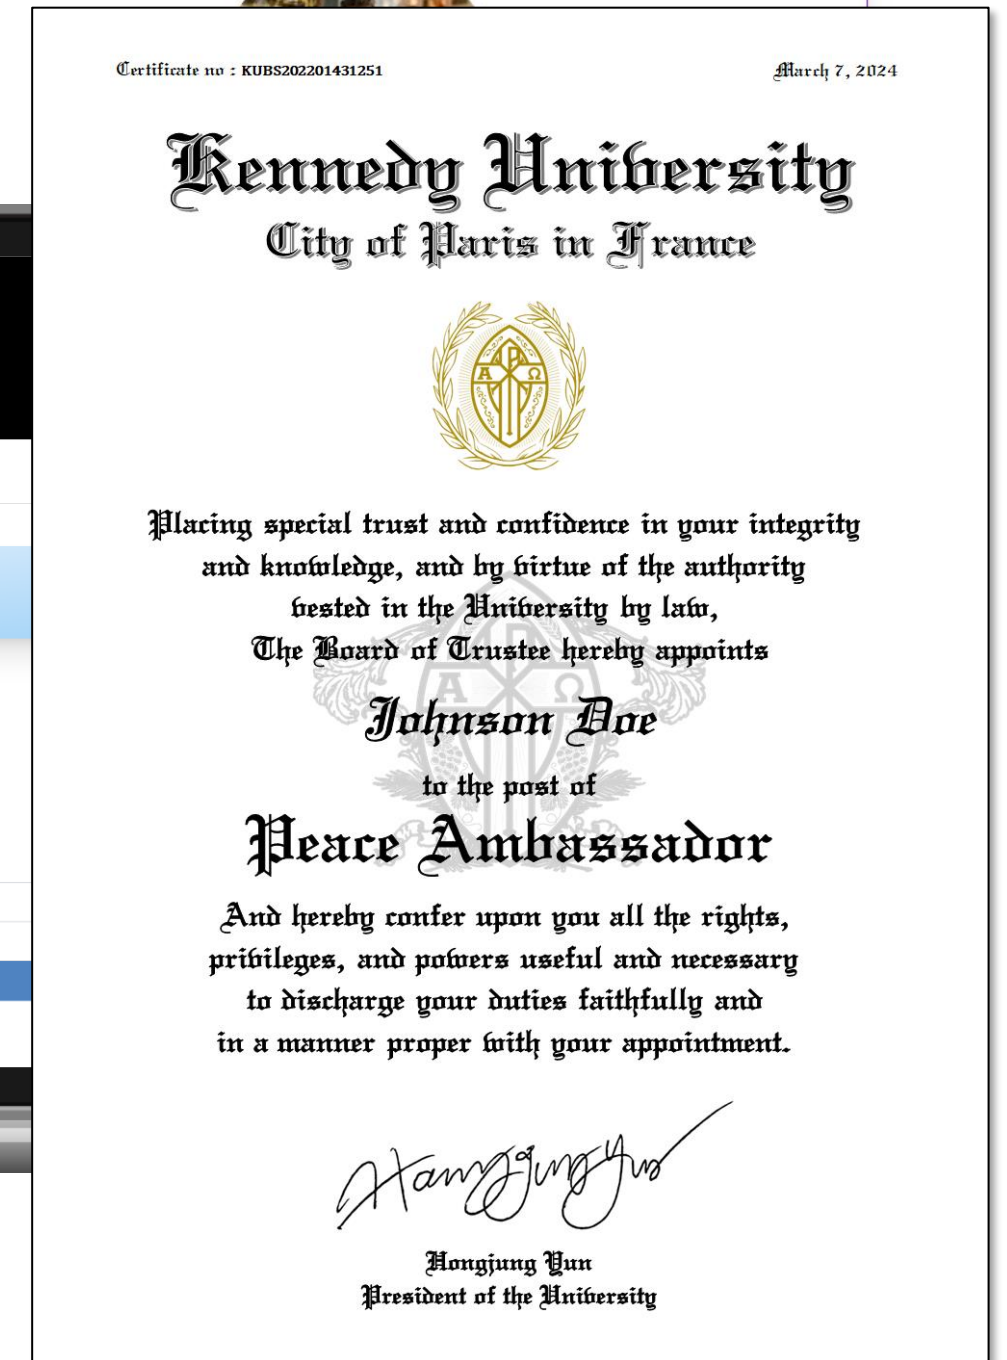 Certificate no : KUBS202201431251
March 7, 2024
Kennedy University
City of Paris in France
Α Ρ Ω
Placing special trust and confidence in your integrity
and knowledge, and by virtue of the authority
vested in the University by law,
The Board of Trustee hereby appoints
Α Ρ Ω
Johnson Doe
to the post of
Peace Ambassador
And hereby confer upon you all the rights,
privileges, and powers useful and necessary
to discharge your duties faithfully and
in a manner proper with your appointment.
Hongjung Yun
Hongjung Yun
President of the University